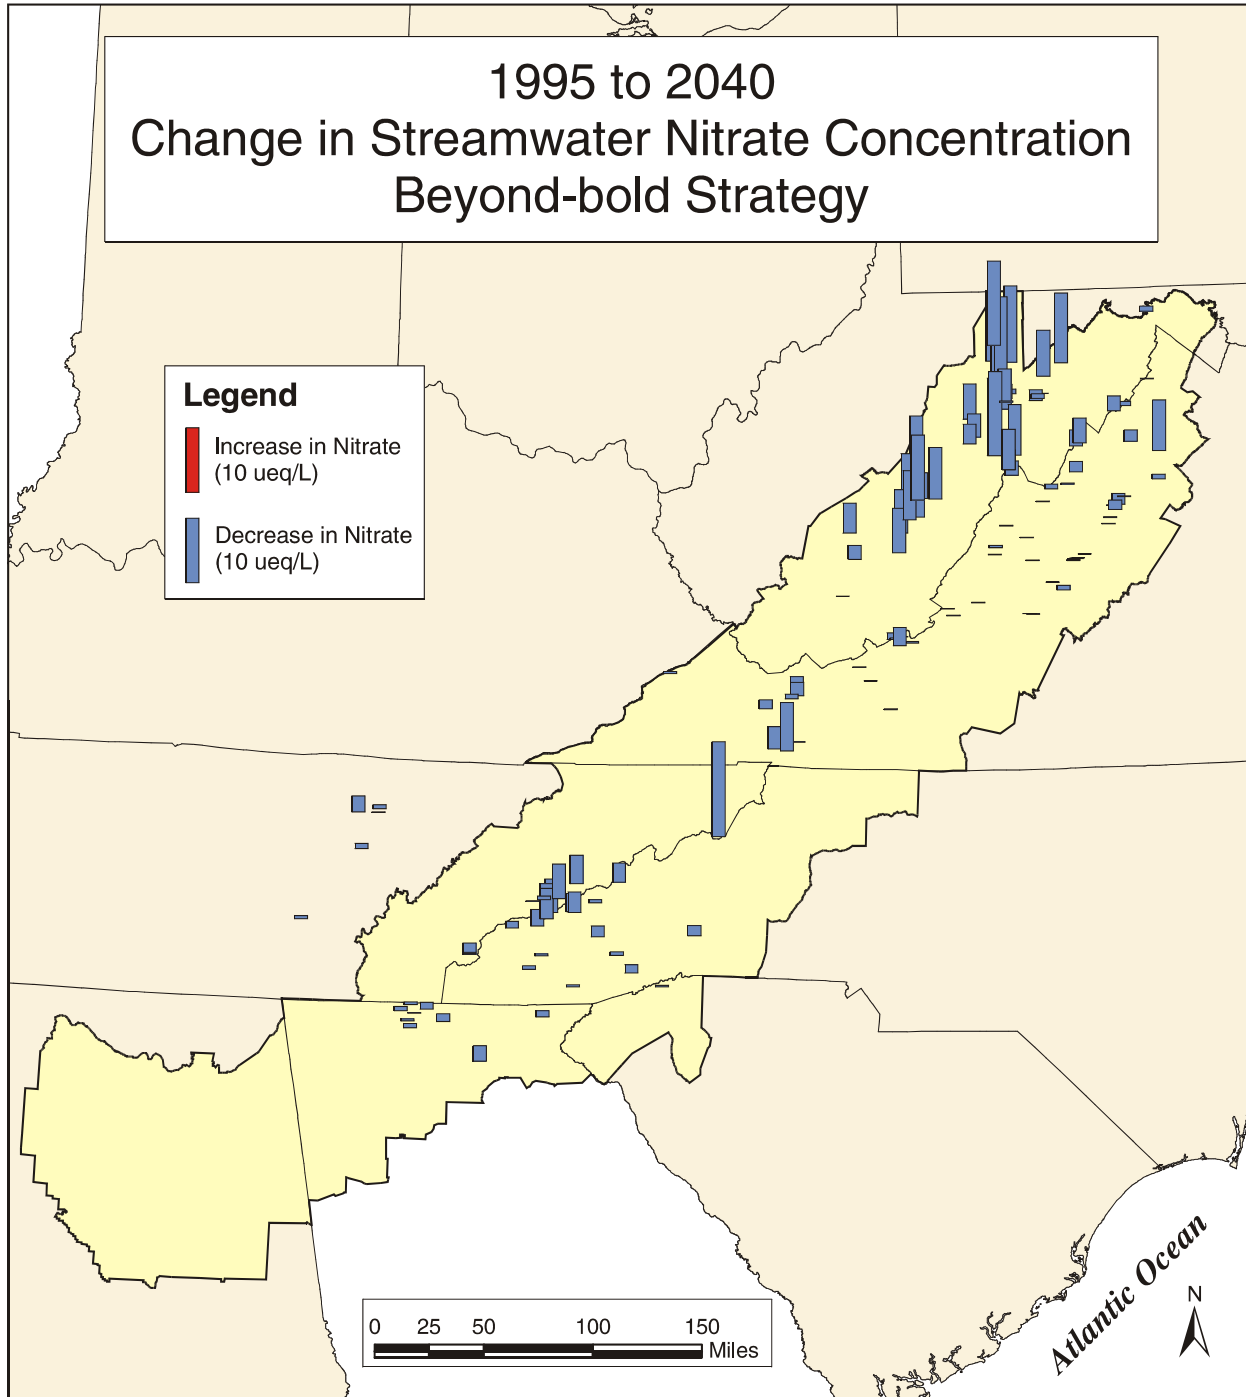 1995 to 2040
Change in Streamwater Nitrate Concentration
Beyond-bold Strategy
Legend
Increase in Nitrate
(10 ueq/L)
Decrease in Nitrate
(10 ueq/L)
Atlantic Ocean
N
0 25 50 100 150
Miles